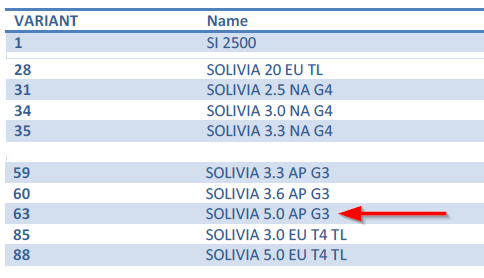 VARIANT Name
1 SI 2500
28 SOLIVIA 20 EU TL
31 SOLIVIA 2.5 NA G4
34 SOLIVIA 3.0 NA G4
35 SOLIVIA 3.3 NA G4
59 SOLIVIA 3.3 AP G3
60 SOLIVIA 3.6 AP G3
63 SOLIVIA 5.0 AP G3
85 SOLIVIA 3.0 EU T4 TL
88 SOLIVIA 5.0 EU T4 TL